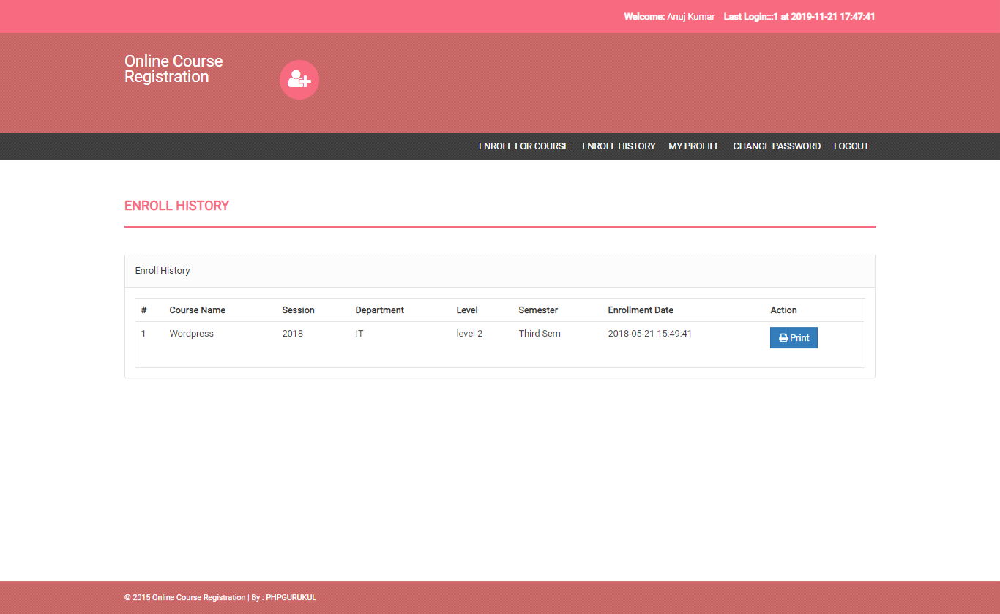 Welcome: Anuj Kumar Last Login:::1 at 2019-11-21 17:47:41
Online Course
Registration
ENROLL FOR COURSE ENROLL HISTORY MY PROFILE CHANGE PASSWORD LOGOUT
ENROLL HISTORY
Enroll History
# Course Name Session Department Level Semester Enrollment Date Action
1 Wordpress 2018 IT level 2 Third Sem 2018-05-21 15:49:41 Print
© 2015 Online Course Registration | By : PHPGURUKUL